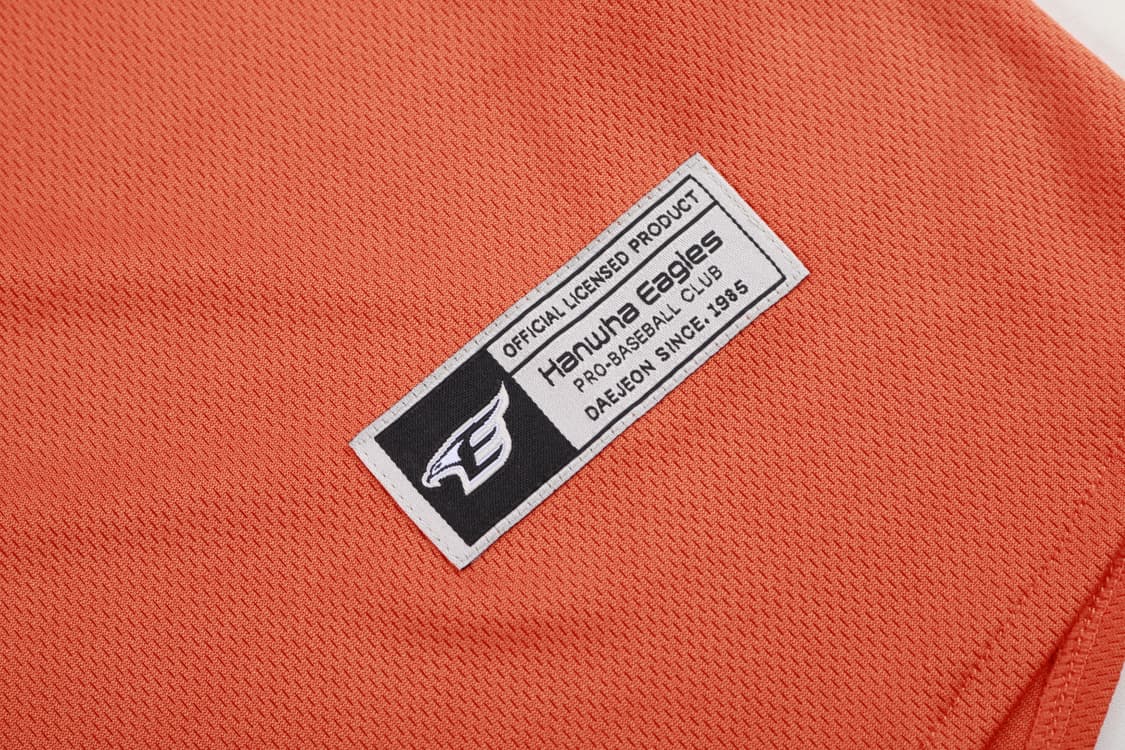 OFFICIAL LICENSED PRODUCT
Hanwha Eagles
PRO-BASEBALL CLUB
DAEJEON SINCE. 1985
E